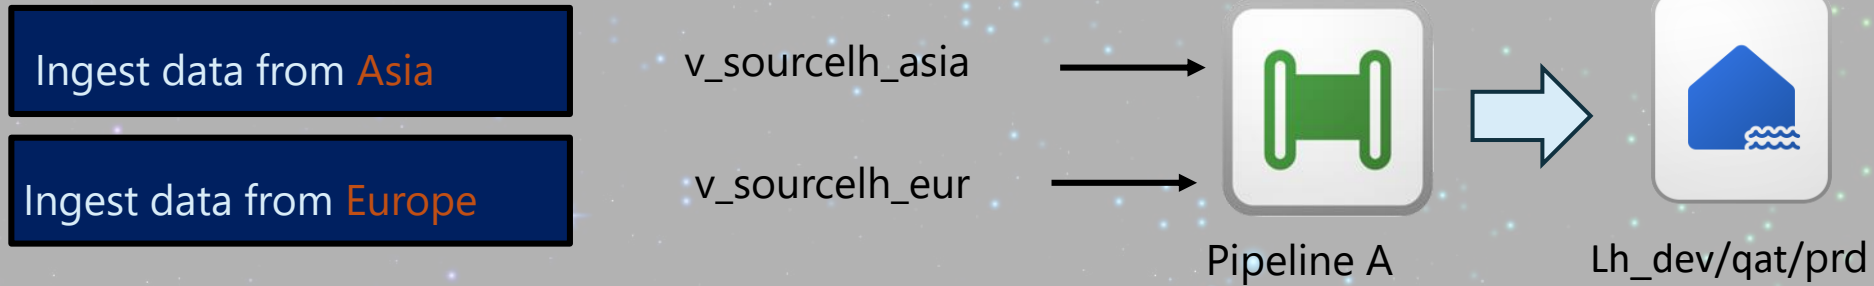 Ingest data from Asia
v_sourcelh_asia
Ingest data from Europe
v_sourcelh_eur
Pipeline A
Lh_dev/qat/prd